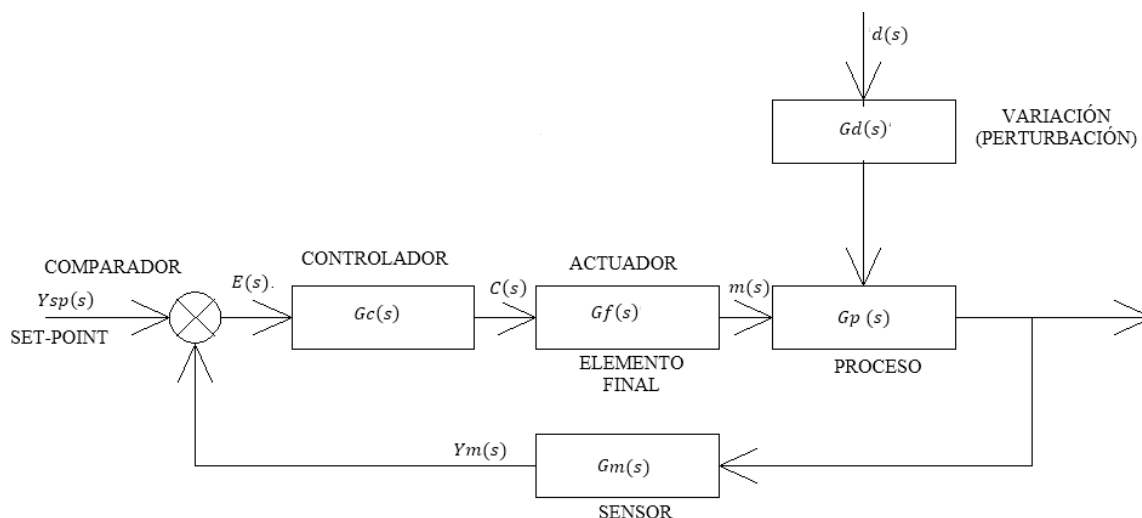 d(s)
Gd(s)
VARIACIÓN
(PERTURBACIÓN)
COMPARADOR
Ysp(s)
SET-POINT
E(s).
CONTROLADOR
Gc(s)
C(s)
ACTUADOR
Gf(s)
ELEMENTO
FINAL
m(s)
Gp (s)
PROCESO
Ym(s)
Gm(s)
SENSOR